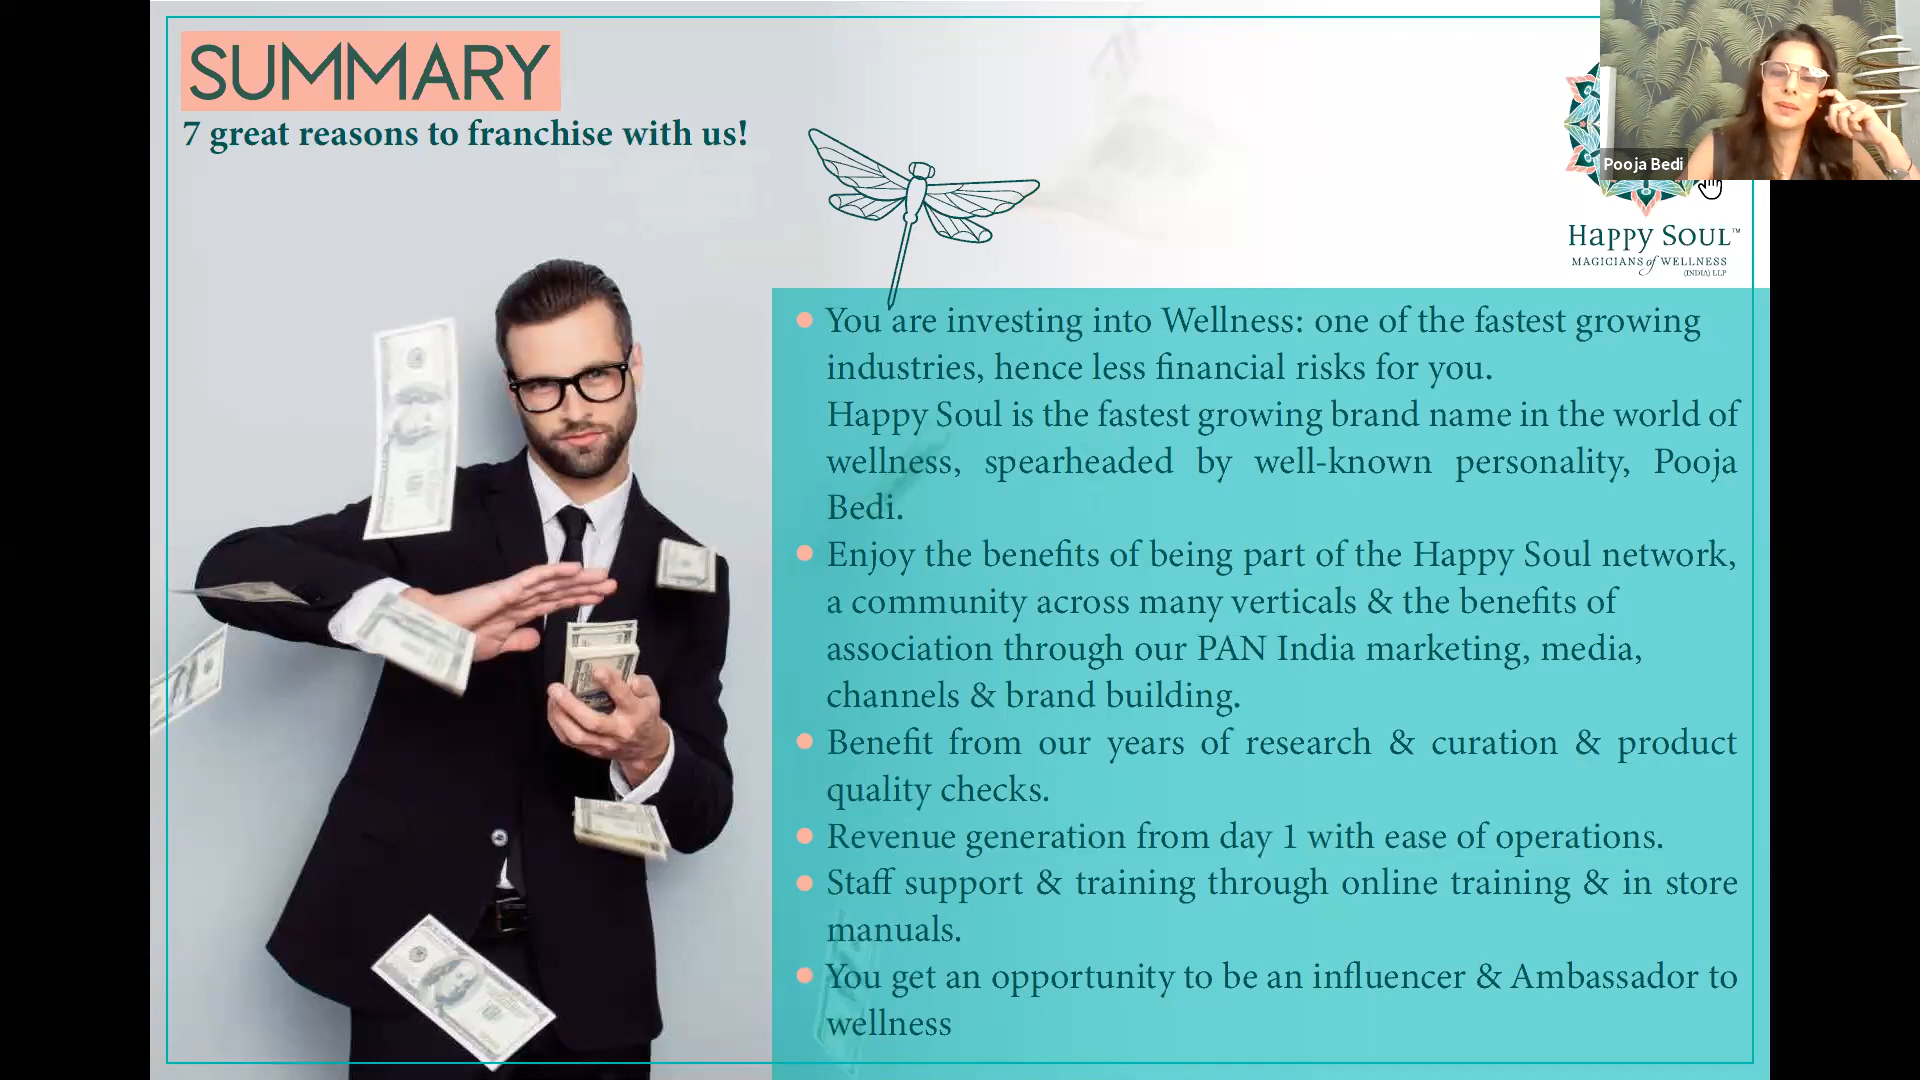 SUMMARY
7 great reasons to franchise with us!
Pooja Bedi
Happy Soul™
MAGICIANS of WELLNESS
(INDIA) LLP
You are investing into Wellness: one of the fastest growing
industries, hence less financial risks for you.
Happy Soul is the fastest growing brand name in the world of
wellness, spearheaded by well-known personality, Pooja
Bedi.
Enjoy the benefits of being part of the Happy Soul network,
a community across many verticals & the benefits of
association through our PAN India marketing, media,
channels & brand building.
Benefit from our years of research & curation & product
quality checks.
Revenue generation from day 1 with ease of operations.
Staff support & training through online training & in store
manuals.
You get an opportunity to be an influencer & Ambassador to
wellness